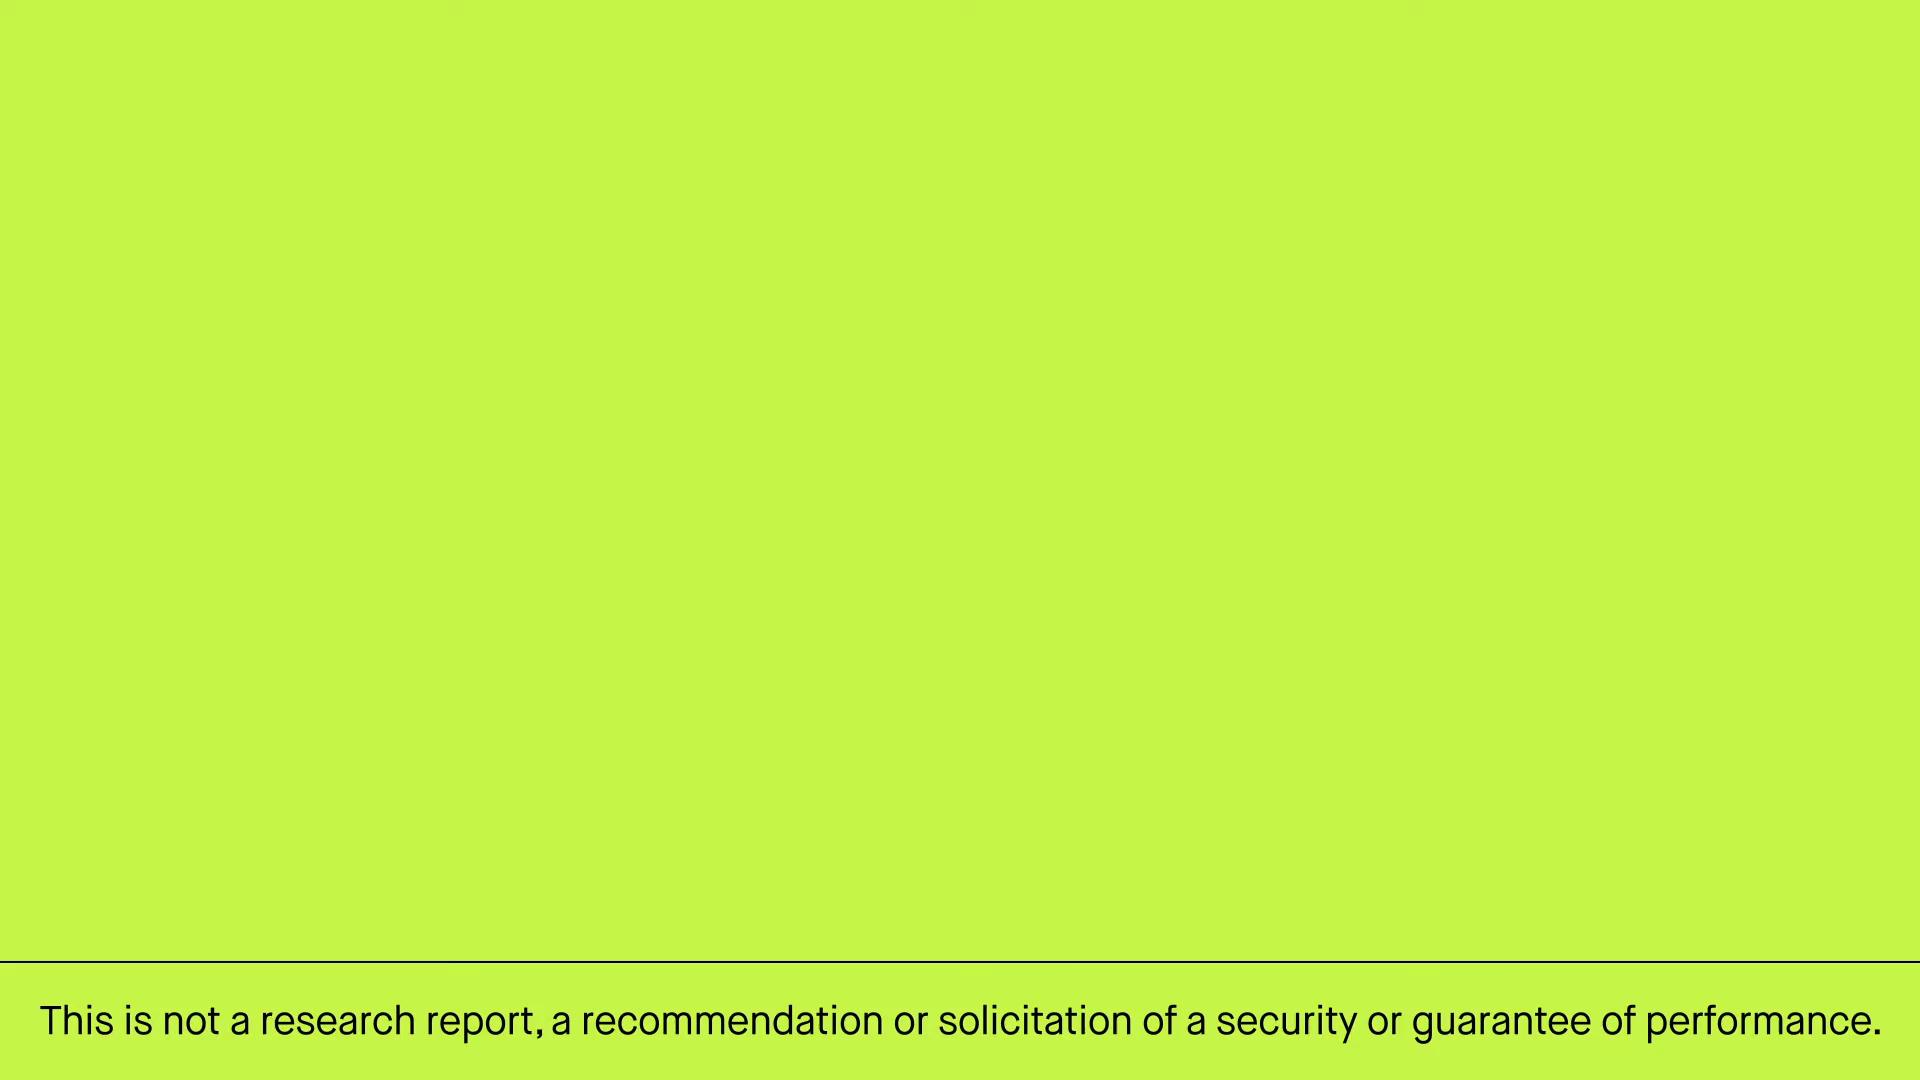 This is not a research report, a recommendation or solicitation of a security or guarantee of performance.